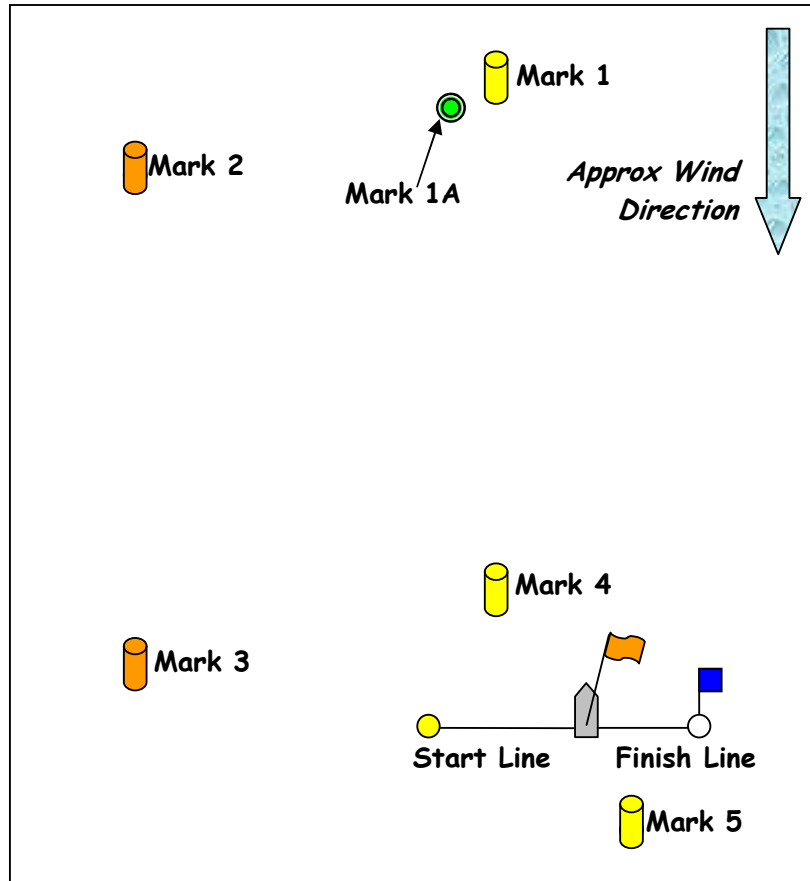 Mark 1
Mark 2
Mark 1A
Approx Wind
Direction
Mark 4
Mark 3
Start Line
Finish Line
Mark 5